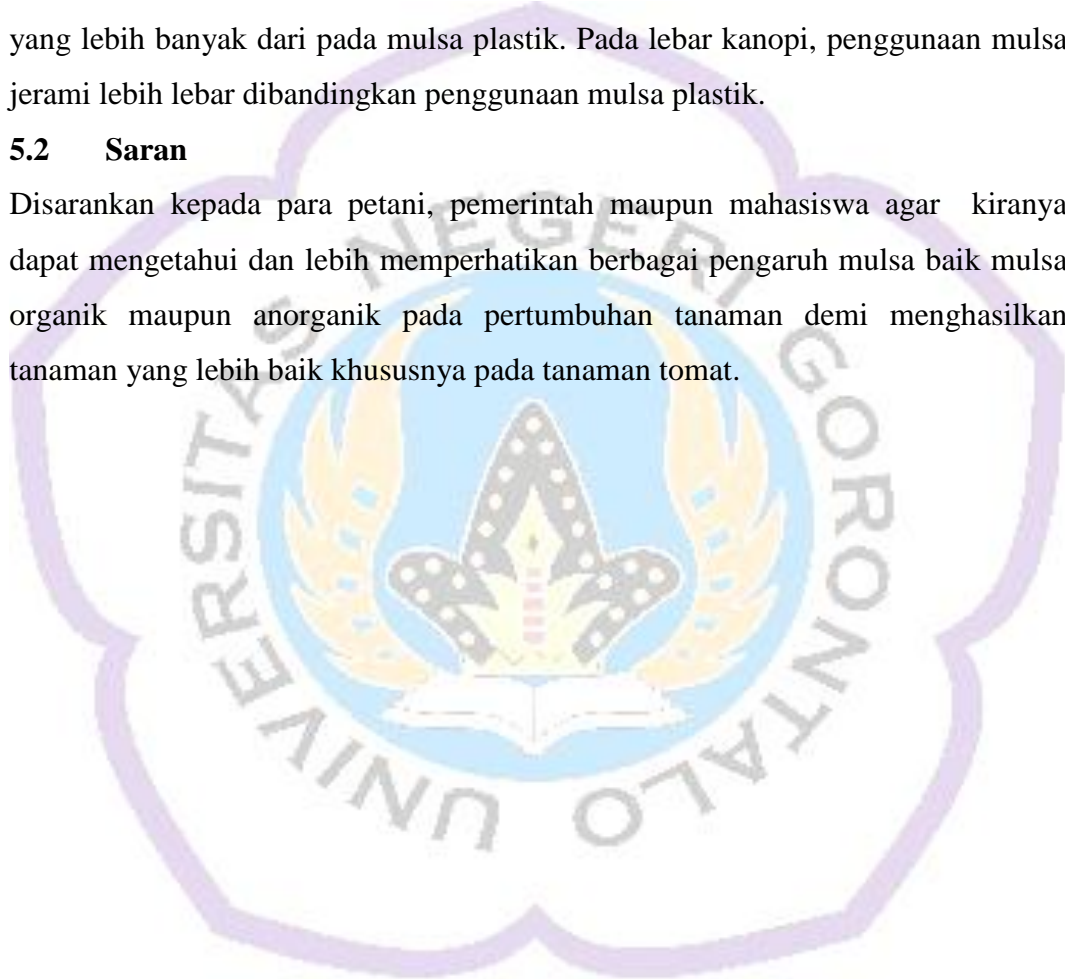 yang lebih banyak dari pada mulsa plastik. Pada lebar kanopi, penggunaan mulsa
jerami lebih lebar dibandingkan penggunaan mulsa plastik.
5.2 Saran
Disarankan kepada para petani, pemerintah maupun mahasiswa agar kiranya
dapat mengetahui dan lebih memperhatikan berbagai pengaruh mulsa baik mulsa
organik maupun anorganik pada pertumbuhan tanaman demi menghasilkan
tanaman yang lebih baik khususnya pada tanaman tomat.
UNIVERSITAS NEGERI GORONTALO